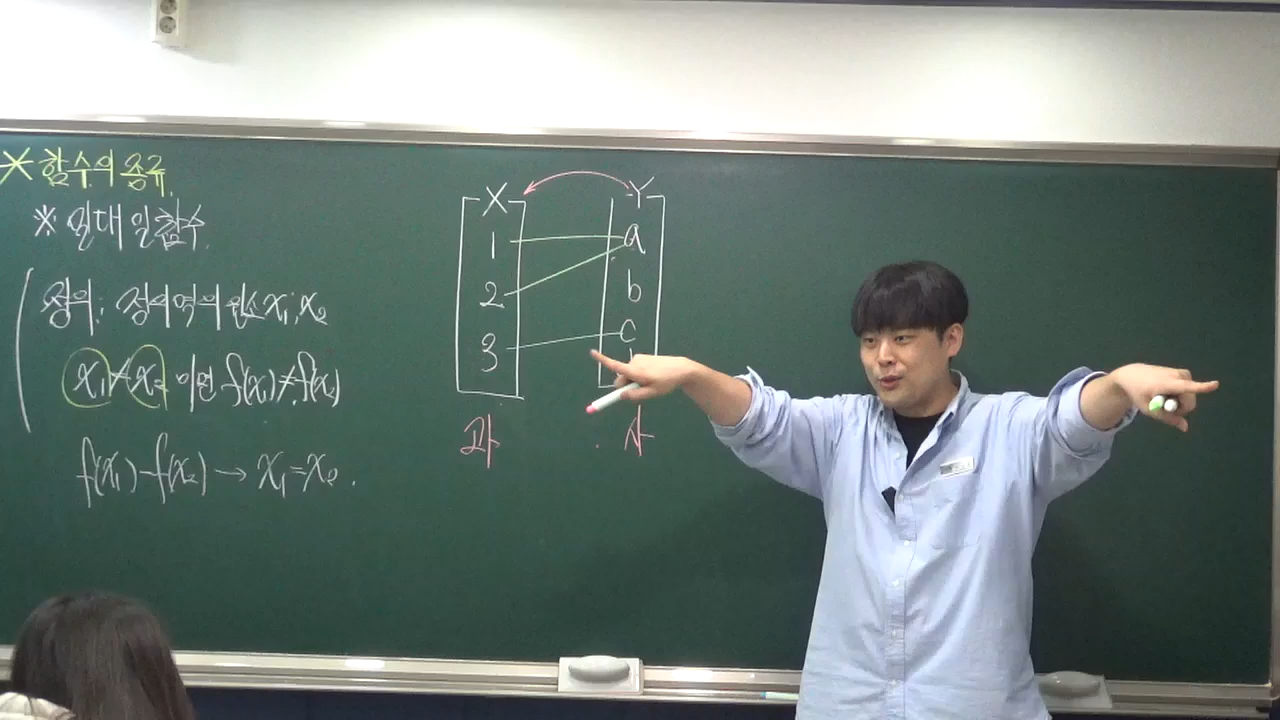 * 함수의 종류.
※ 일대일함수.
정의: 정의역의 원소 x₁, x₂
x₁≠x₂ 이면 f(x₁)≠f(x₂)
f(x₁)=f(x₂) → x₁=x₂.
X Y
1 a
2 b
3 c
과 사